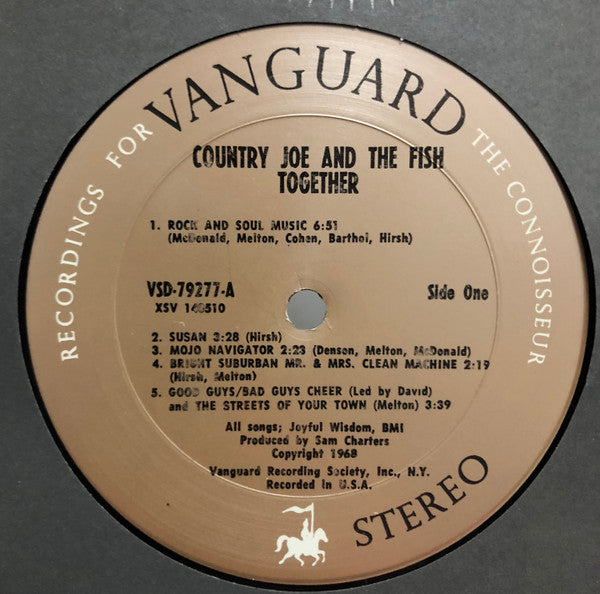 RECORDINGS FOR VANGUARD THE CONNOISSEUR
COUNTRY JOE AND THE FISH
TOGETHER
1. ROCK AND SOUL MUSIC 6:51
(McDonald, Melton, Cohen, Barthol, Hirsh)
VSD-79277-A Side One
XSV 140510
2. SUSAN 3:28 (Hirsh)
3. MOJO NAVIGATOR 2:23 (Denson, Melton, McDonald)
4. BRIGHT SUBURBAN MR. & MRS. CLEAN MACHINE 2:19
(Hirsh, Melton)
5. GOOD GUYS/BAD GUYS CHEER (Led by David)
and THE STREETS OF YOUR TOWN (Melton) 3:39
All songs; Joyful Wisdom, BMI
Produced by Sam Charters
Copyright 1968
Vanguard Recording Society, Inc., N.Y.
Recorded in U.S.A.
STEREO